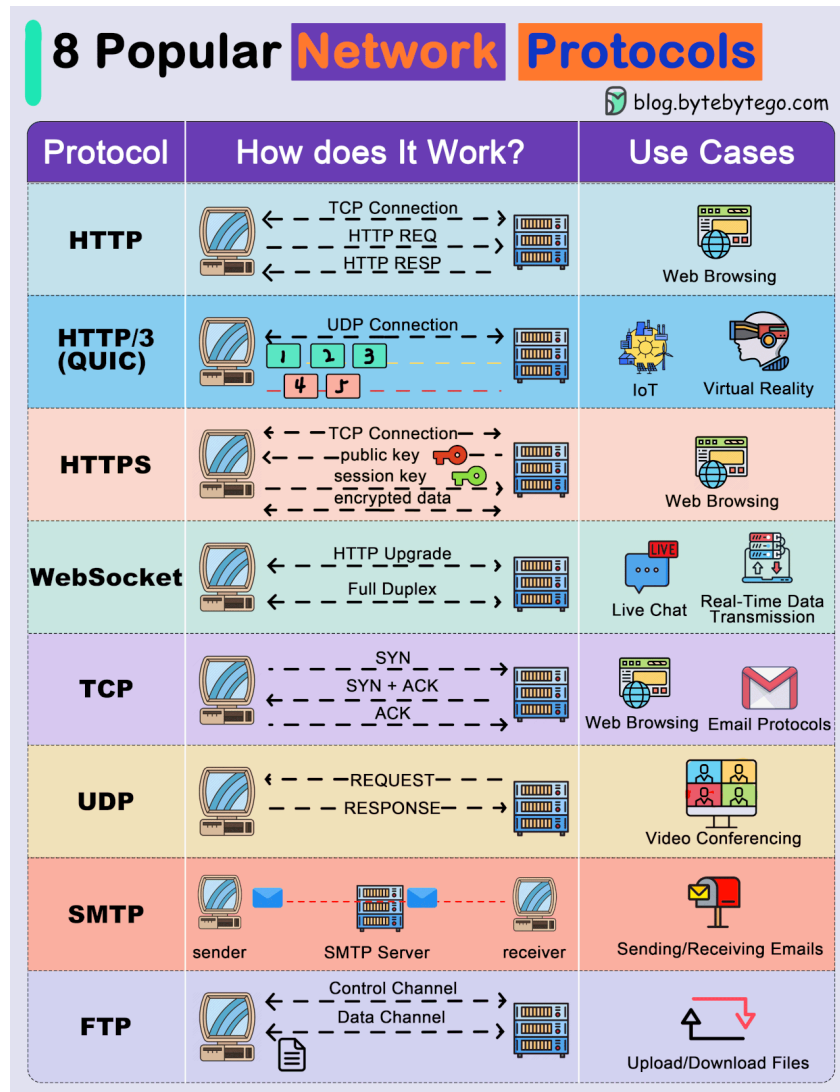 8 Popular Network Protocols
blog.bytebytego.com
Protocol
How does It Work?
Use Cases
HTTP
TCP Connection
HTTP REQ
HTTP RESP
Web Browsing
HTTP/3
(QUIC)
UDP Connection
1 2 3
4 5
IoT
Virtual Reality
HTTPS
TCP Connection
public key
session key
encrypted data
Web Browsing
WebSocket
HTTP Upgrade
Full Duplex
LIVE
Live Chat
Real-Time Data
Transmission
TCP
SYN
SYN + ACK
ACK
Web Browsing
Email Protocols
UDP
REQUEST
RESPONSE
Video Conferencing
SMTP
sender
SMTP Server
receiver
Sending/Receiving Emails
FTP
Control Channel
Data Channel
Upload/Download Files